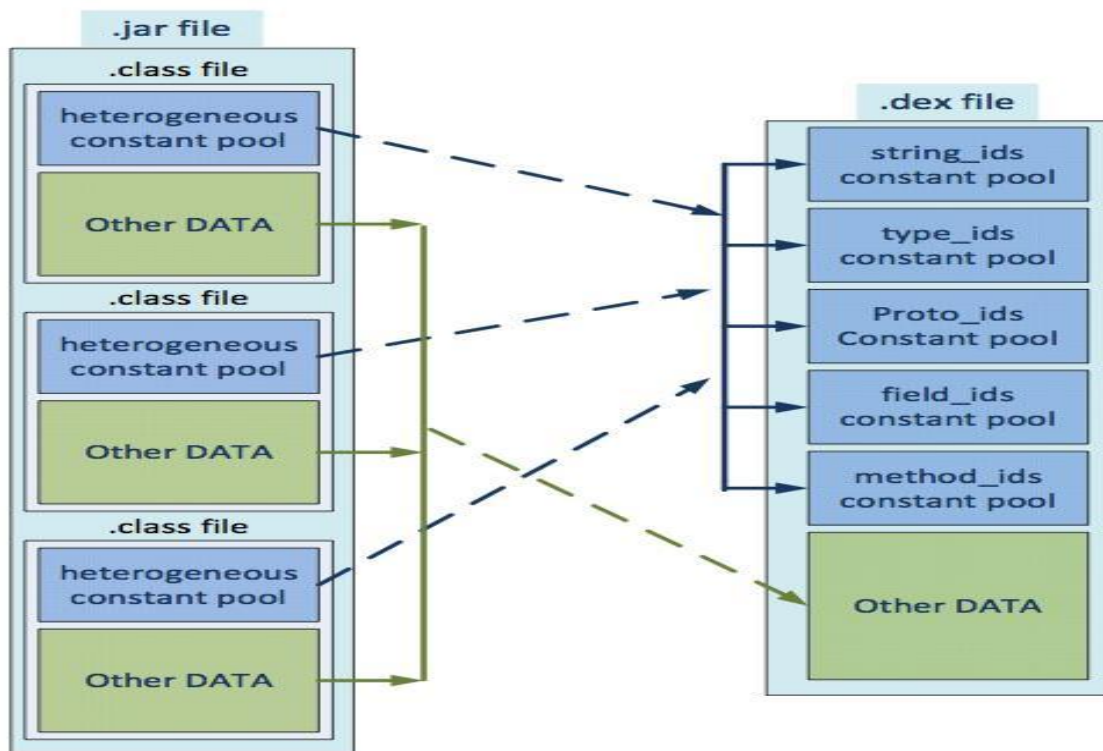 .jar file
.class file
heterogeneous
constant pool
Other DATA
.class file
heterogeneous
constant pool
Other DATA
.class file
heterogeneous
constant pool
Other DATA
.dex file
string_ids
constant pool
type_ids
constant pool
Proto_ids
Constant pool
field_ids
constant pool
method_ids
constant pool
Other DATA